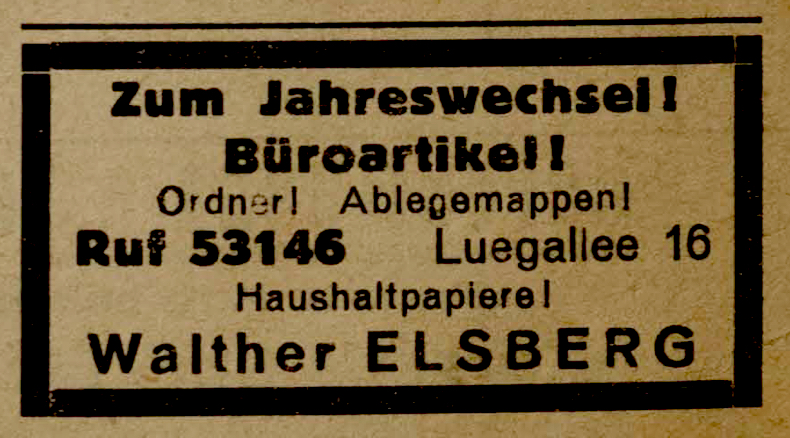 Zum Jahreswechsel!
Büroartikel!
Ordner! Ablegemappen!
Ruf 53146 Luegallee 16
Haushaltpapiere!
Walther ELSBERG